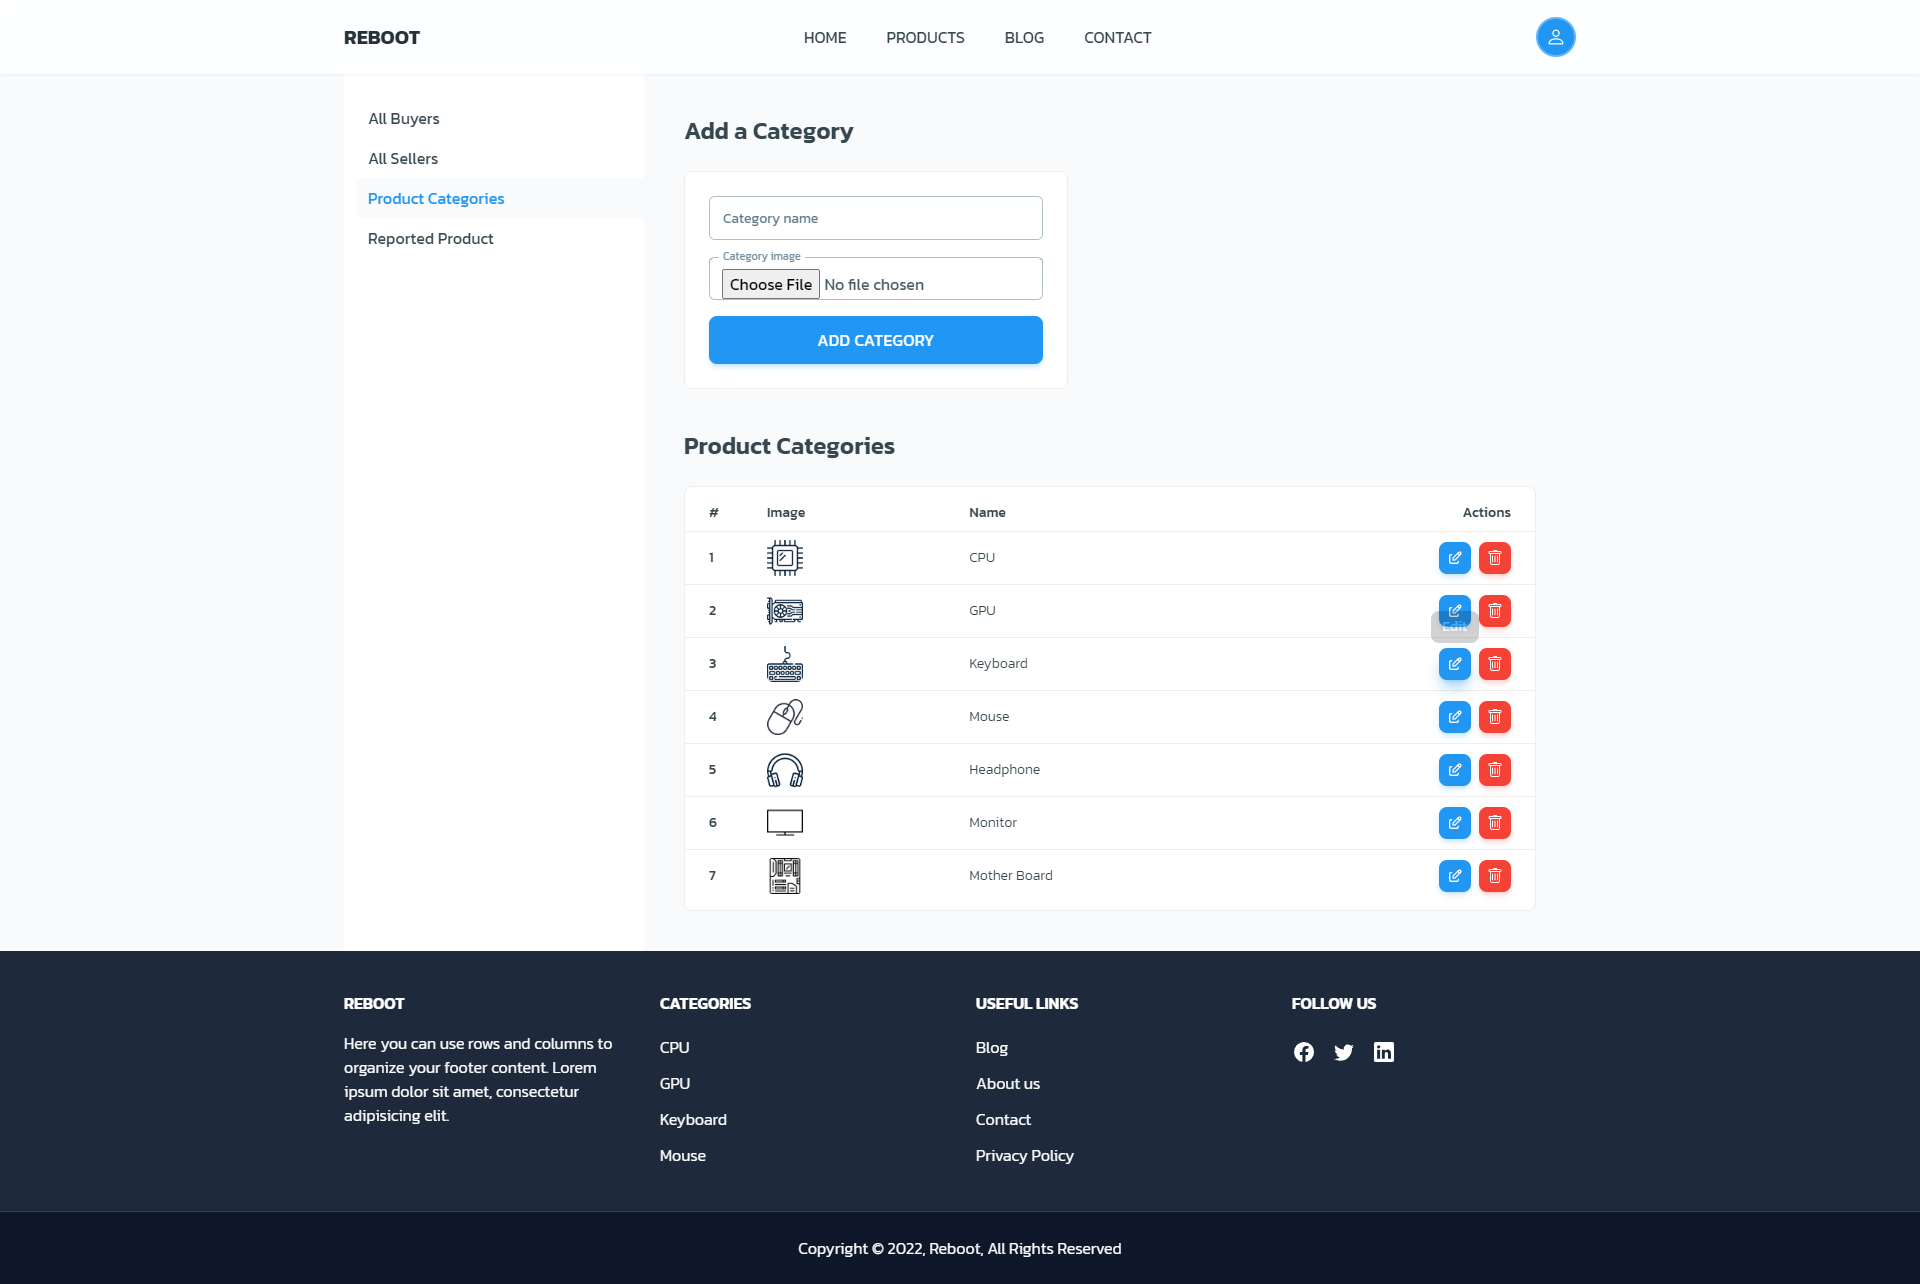 REBOOT
HOME
PRODUCTS
BLOG
CONTACT
All Buyers
All Sellers
Product Categories
Reported Product
Add a Category
Category name
Category image
Choose File No file chosen
ADD CATEGORY
Product Categories
# Image Name Actions
1 CPU
2 GPU
Edit
3 Keyboard
4 Mouse
5 Headphone
6 Monitor
7 Mother Board
REBOOT
Here you can use rows and columns to
organize your footer content. Lorem
ipsum dolor sit amet, consectetur
adipisicing elit.
CATEGORIES
CPU
GPU
Keyboard
Mouse
USEFUL LINKS
Blog
About us
Contact
Privacy Policy
FOLLOW US
Copyright © 2022, Reboot, All Rights Reserved